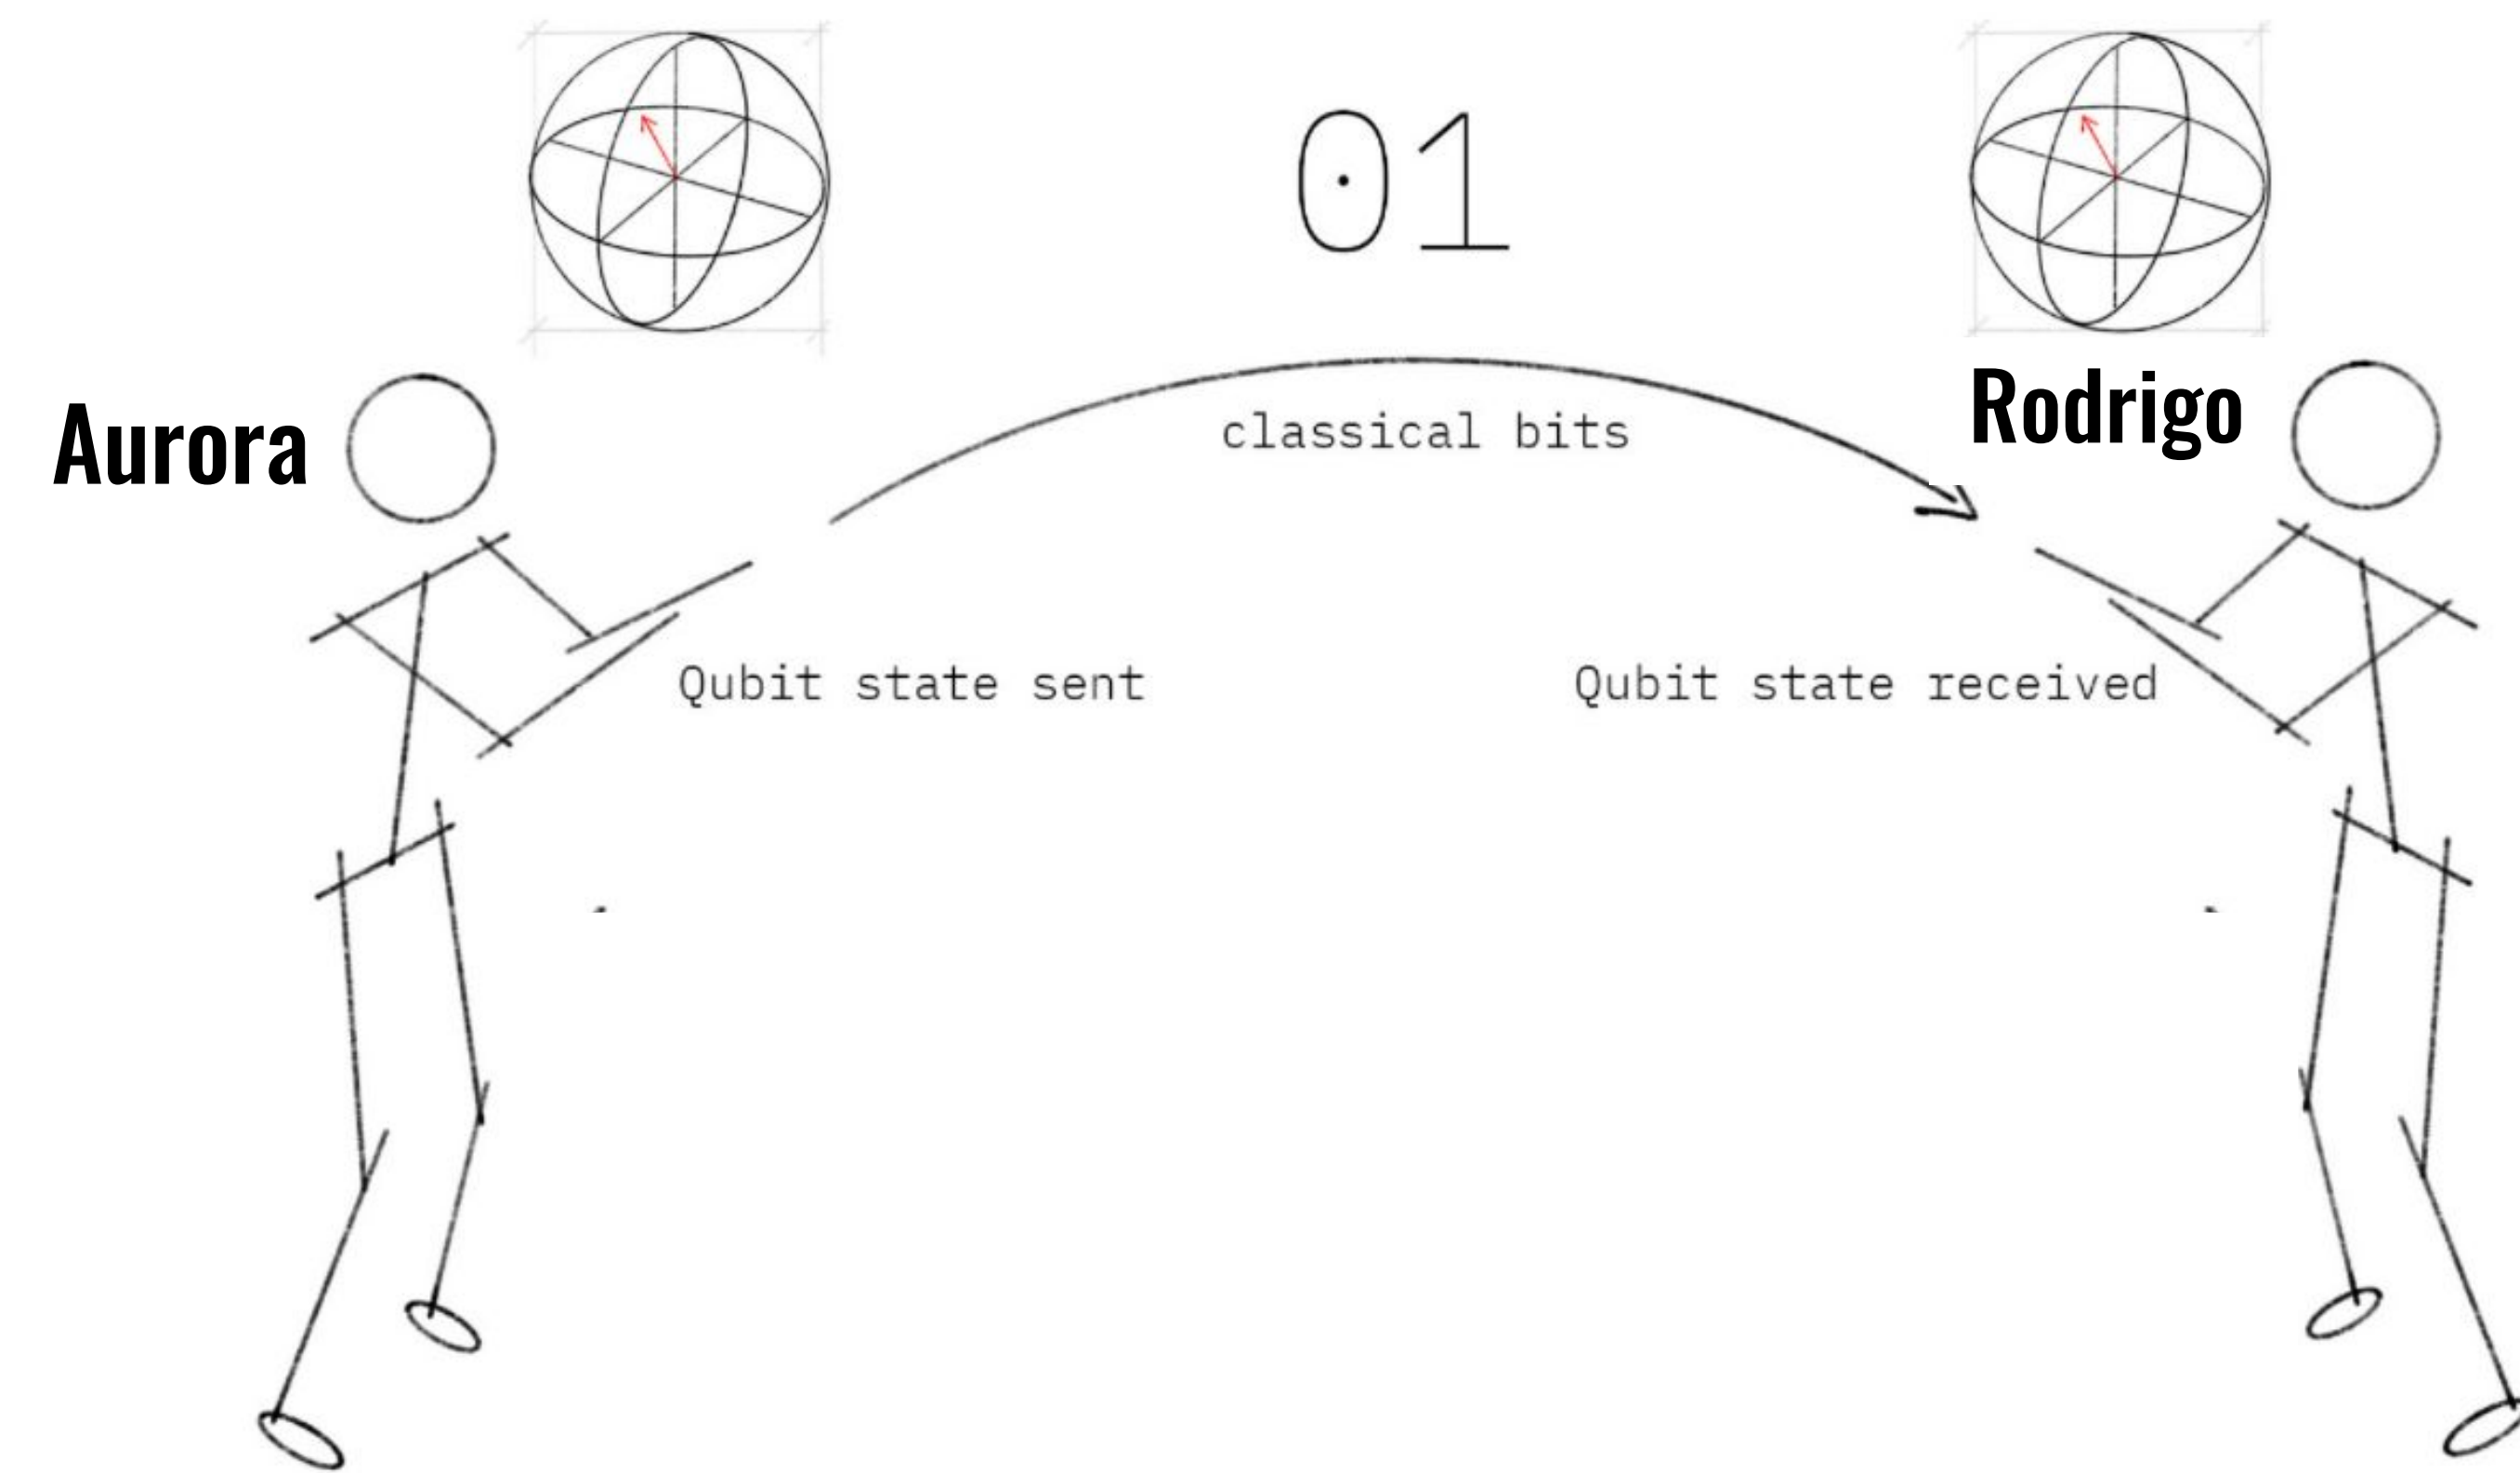 01
Aurora
classical bits
Rodrigo
Qubit state sent
Qubit state received